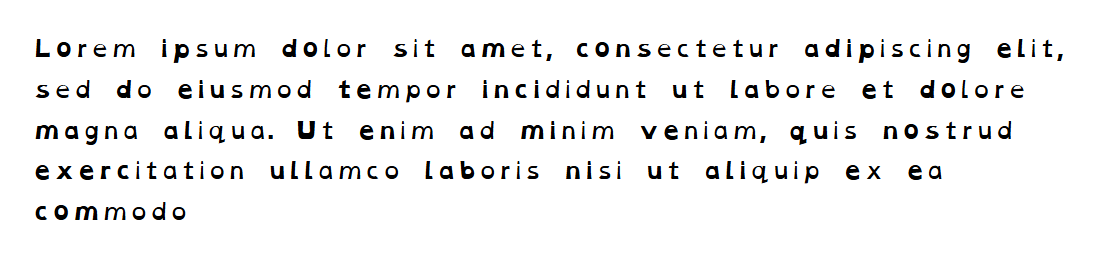 Lorem ipsum dolor sit amet, consectetur adipiscing elit,
sed do eiusmod tempor incididunt ut labore et dolore
magna aliqua. Ut enim ad minim veniam, quis nostrud
exercitation ullamco laboris nisi ut aliquip ex ea
commodo